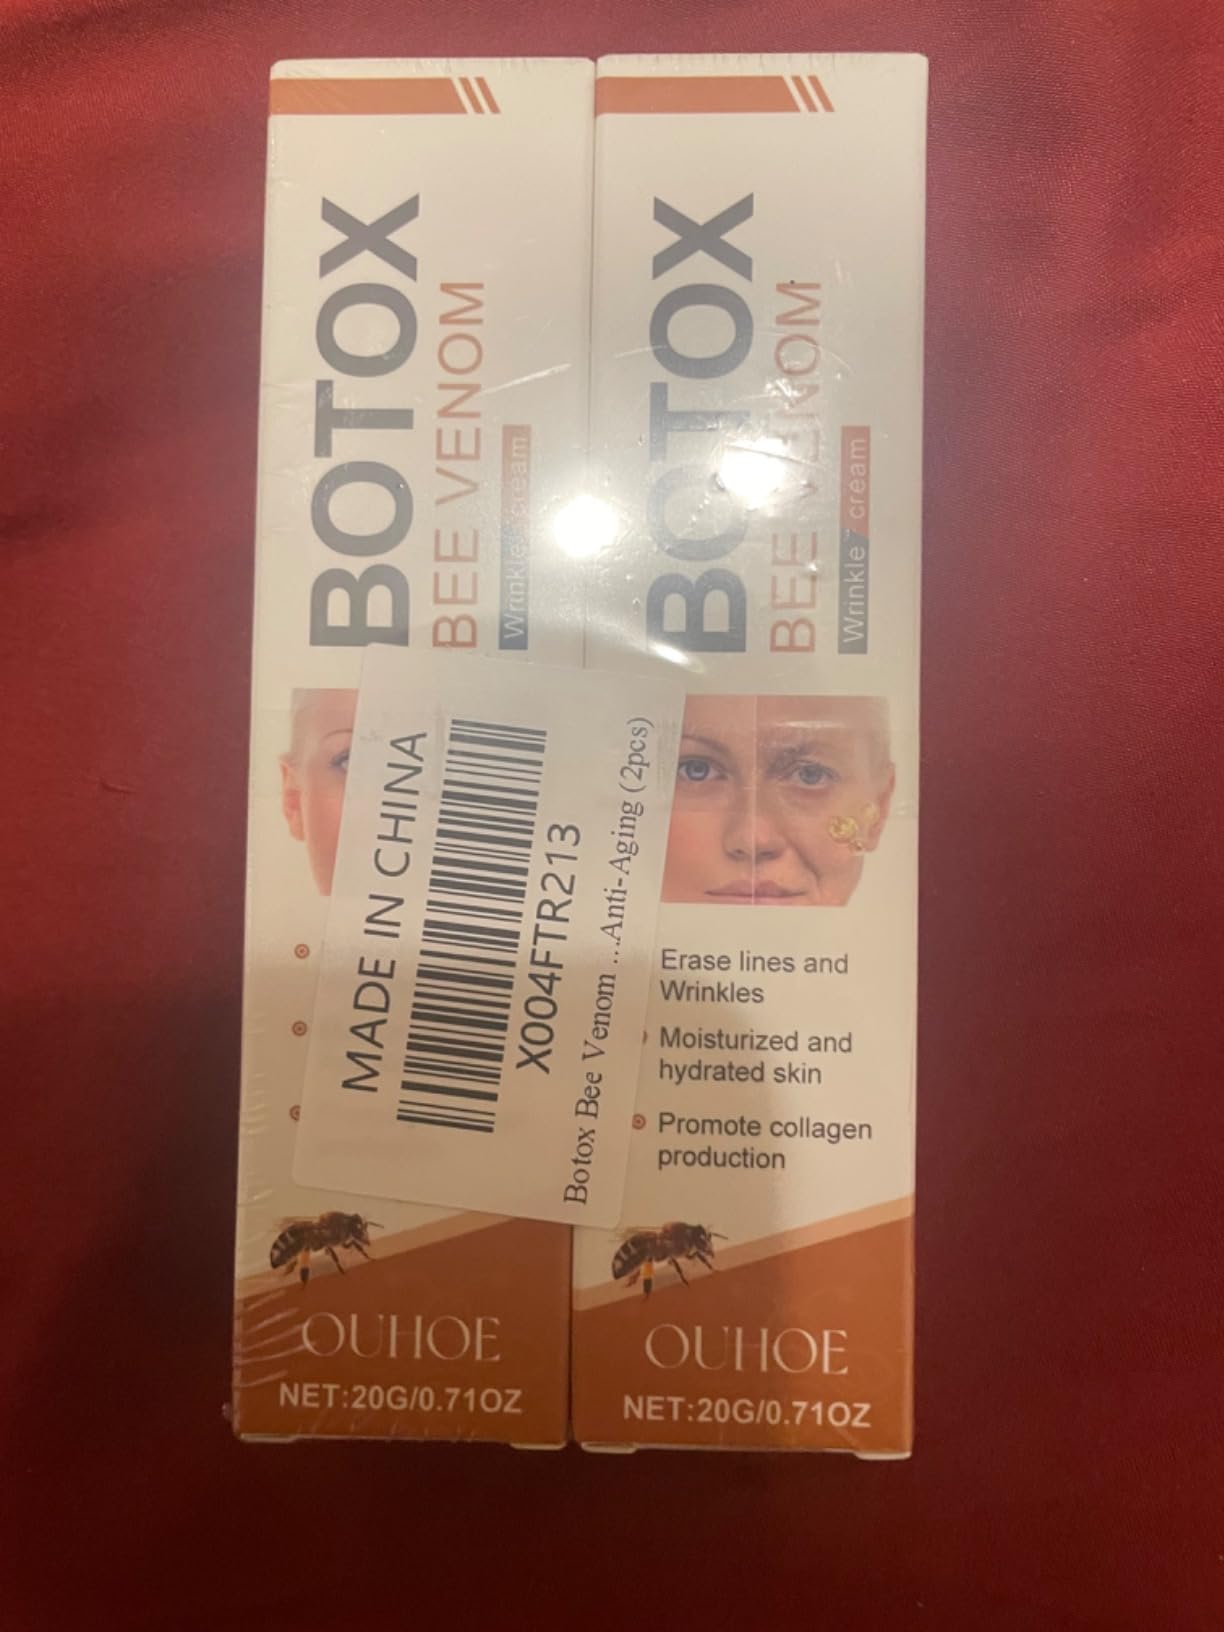 BOTOX
BEE VENOM
Wrinkle cream
MADE IN CHINA
X004FTR213
Botox Bee Venom ...Anti-Aging (2pcs)
OUHOE
NET:20G/0.71OZ
BOTOX
BEE VENOM
Wrinkle cream
Erase lines and
Wrinkles
Moisturized and
hydrated skin
Promote collagen
production
OUHOE
NET:20G/0.71OZ